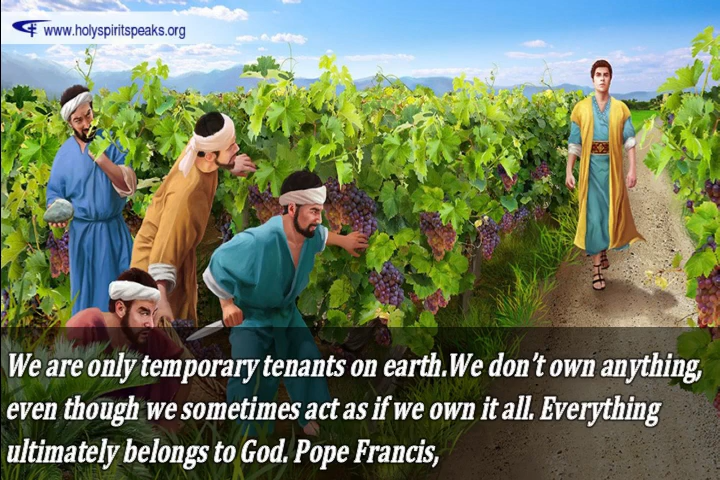 www.holyspiritspeaks.org
We are only temporary tenants on earth.We don't own anything,
even though we sometimes act as if we own it all. Everything
ultimately belongs to God. Pope Francis,